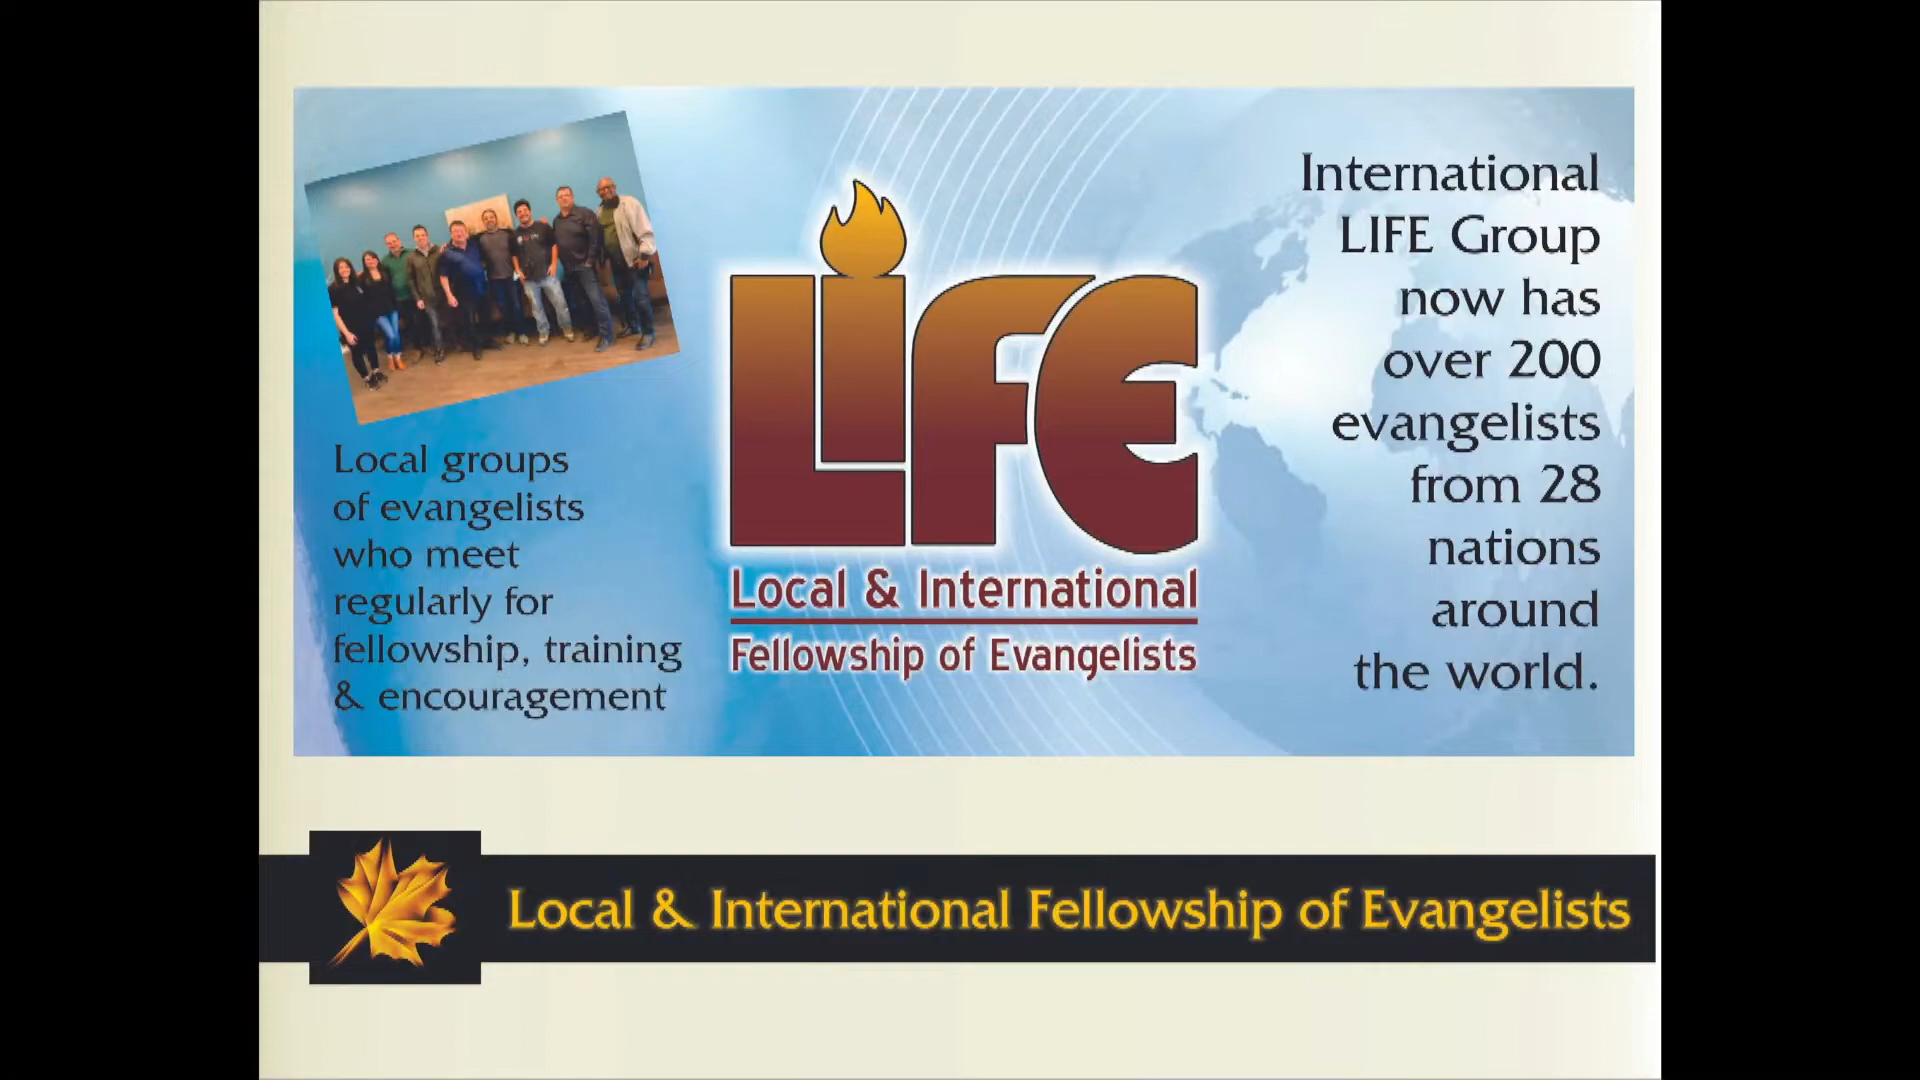 Local groups
of evangelists
who meet
regularly for
fellowship, training
& encouragement
LiFE
Local & International
Fellowship of Evangelists
International
LIFE Group
now has
over 200
evangelists
from 28
nations
around
the world.
Local & International Fellowship of Evangelists